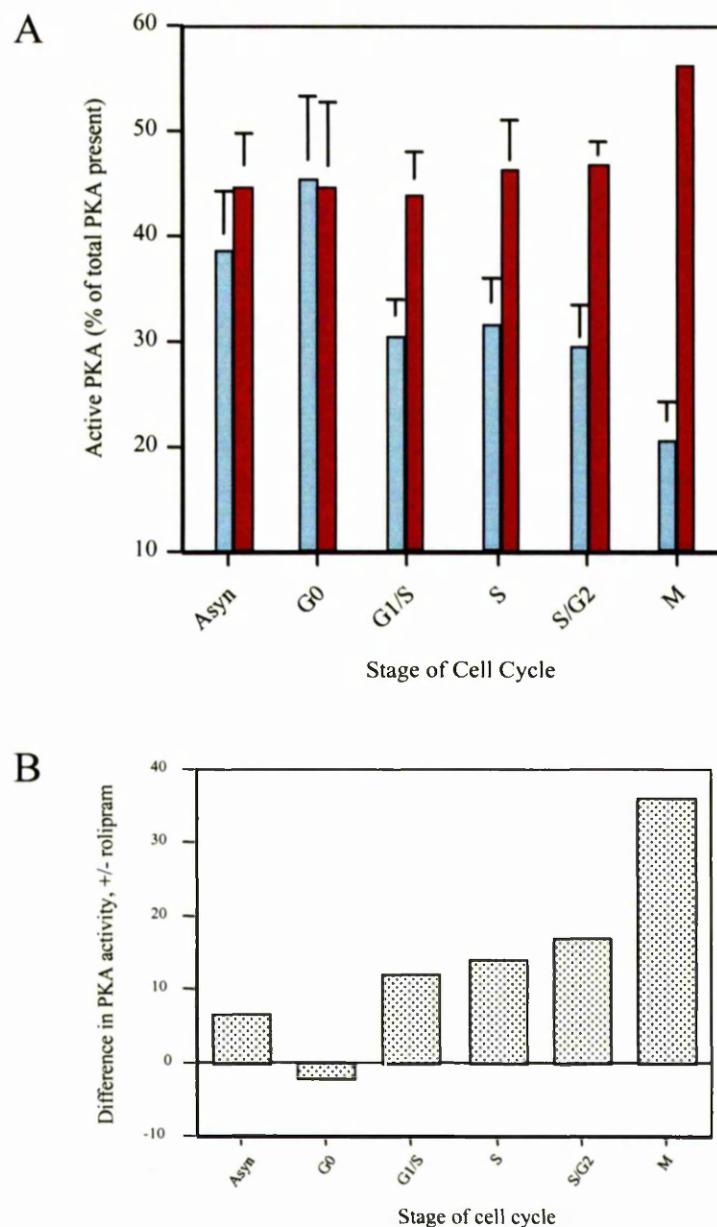 A
Active PKA (% of total PKA present)
60
50
40
30
20
10
Asyn
G0
G1/S
S
S/G2
M
Stage of Cell Cycle
B
Difference in PKA activity, +/- rolipram
40
30
20
10
0
-10
Asyn
G0
G1/S
S
S/G2
M
Stage of cell cycle